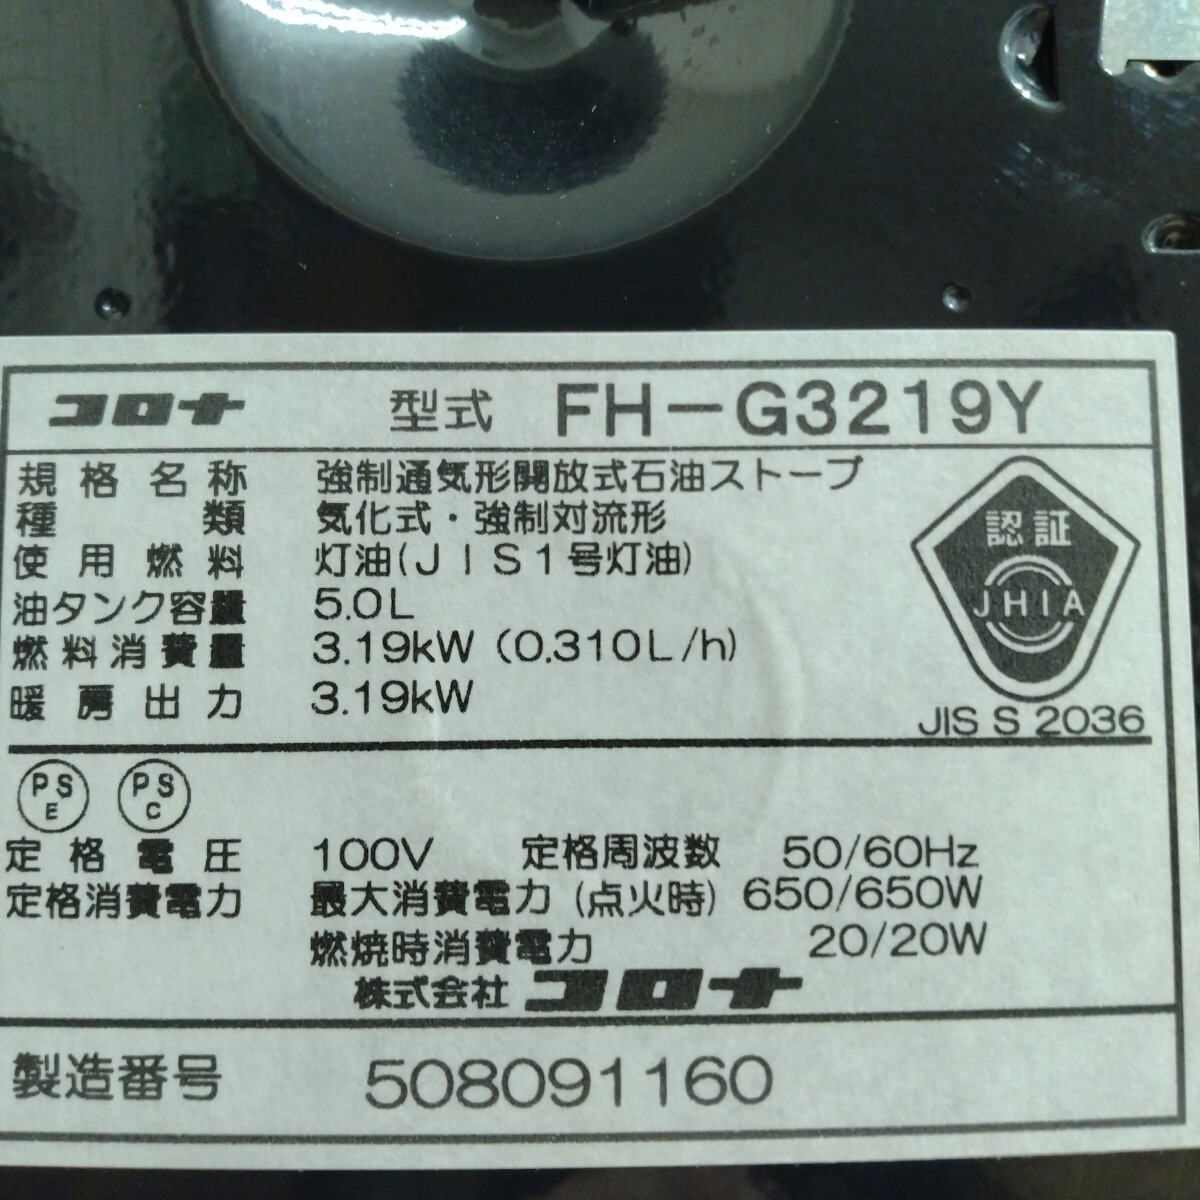 コロナ 型式 FH-G3219Y
規格名称 強制通気形開放式石油ストーブ
種類 気化式・強制対流形
使用燃料 灯油(JIS1号灯油)
油タンク容量 5.0L
燃料消費量 3.19kW (0.310L/h)
暖房出力 3.19kW
認証
JHIA
JIS S 2036
PS E PS C
定格電圧 100V 定格周波数 50/60Hz
定格消費電力 最大消費電力 (点火時) 650/650W
燃焼時消費電力 20/20W
株式会社 コロナ
製造番号 508091160